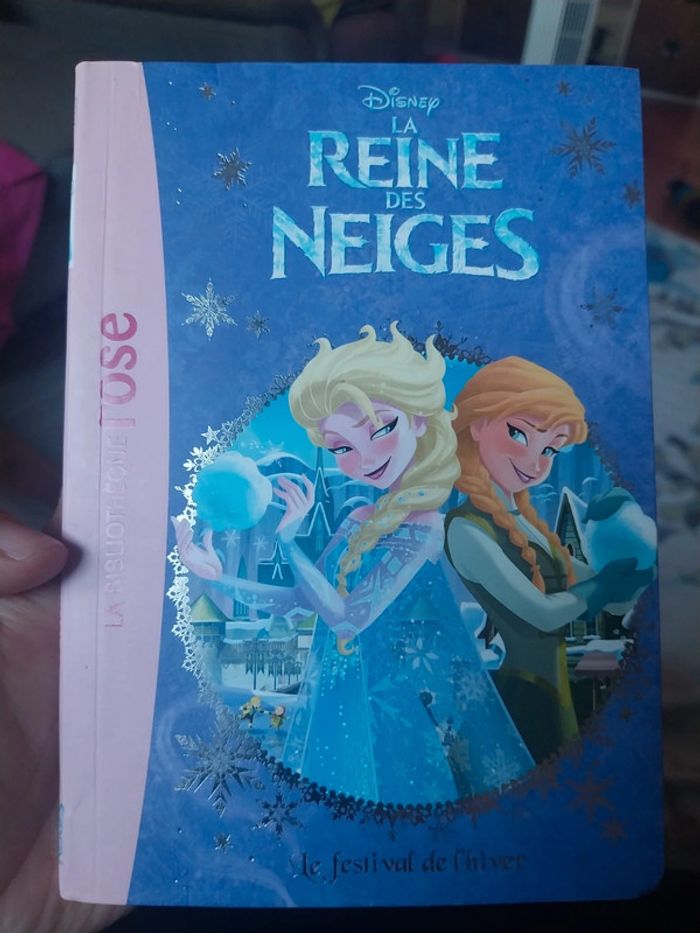 DISNEY
LA
REINE
DES
NEIGES
LA BIBLIOTHÈQUE rose
Le festival de l'hiver